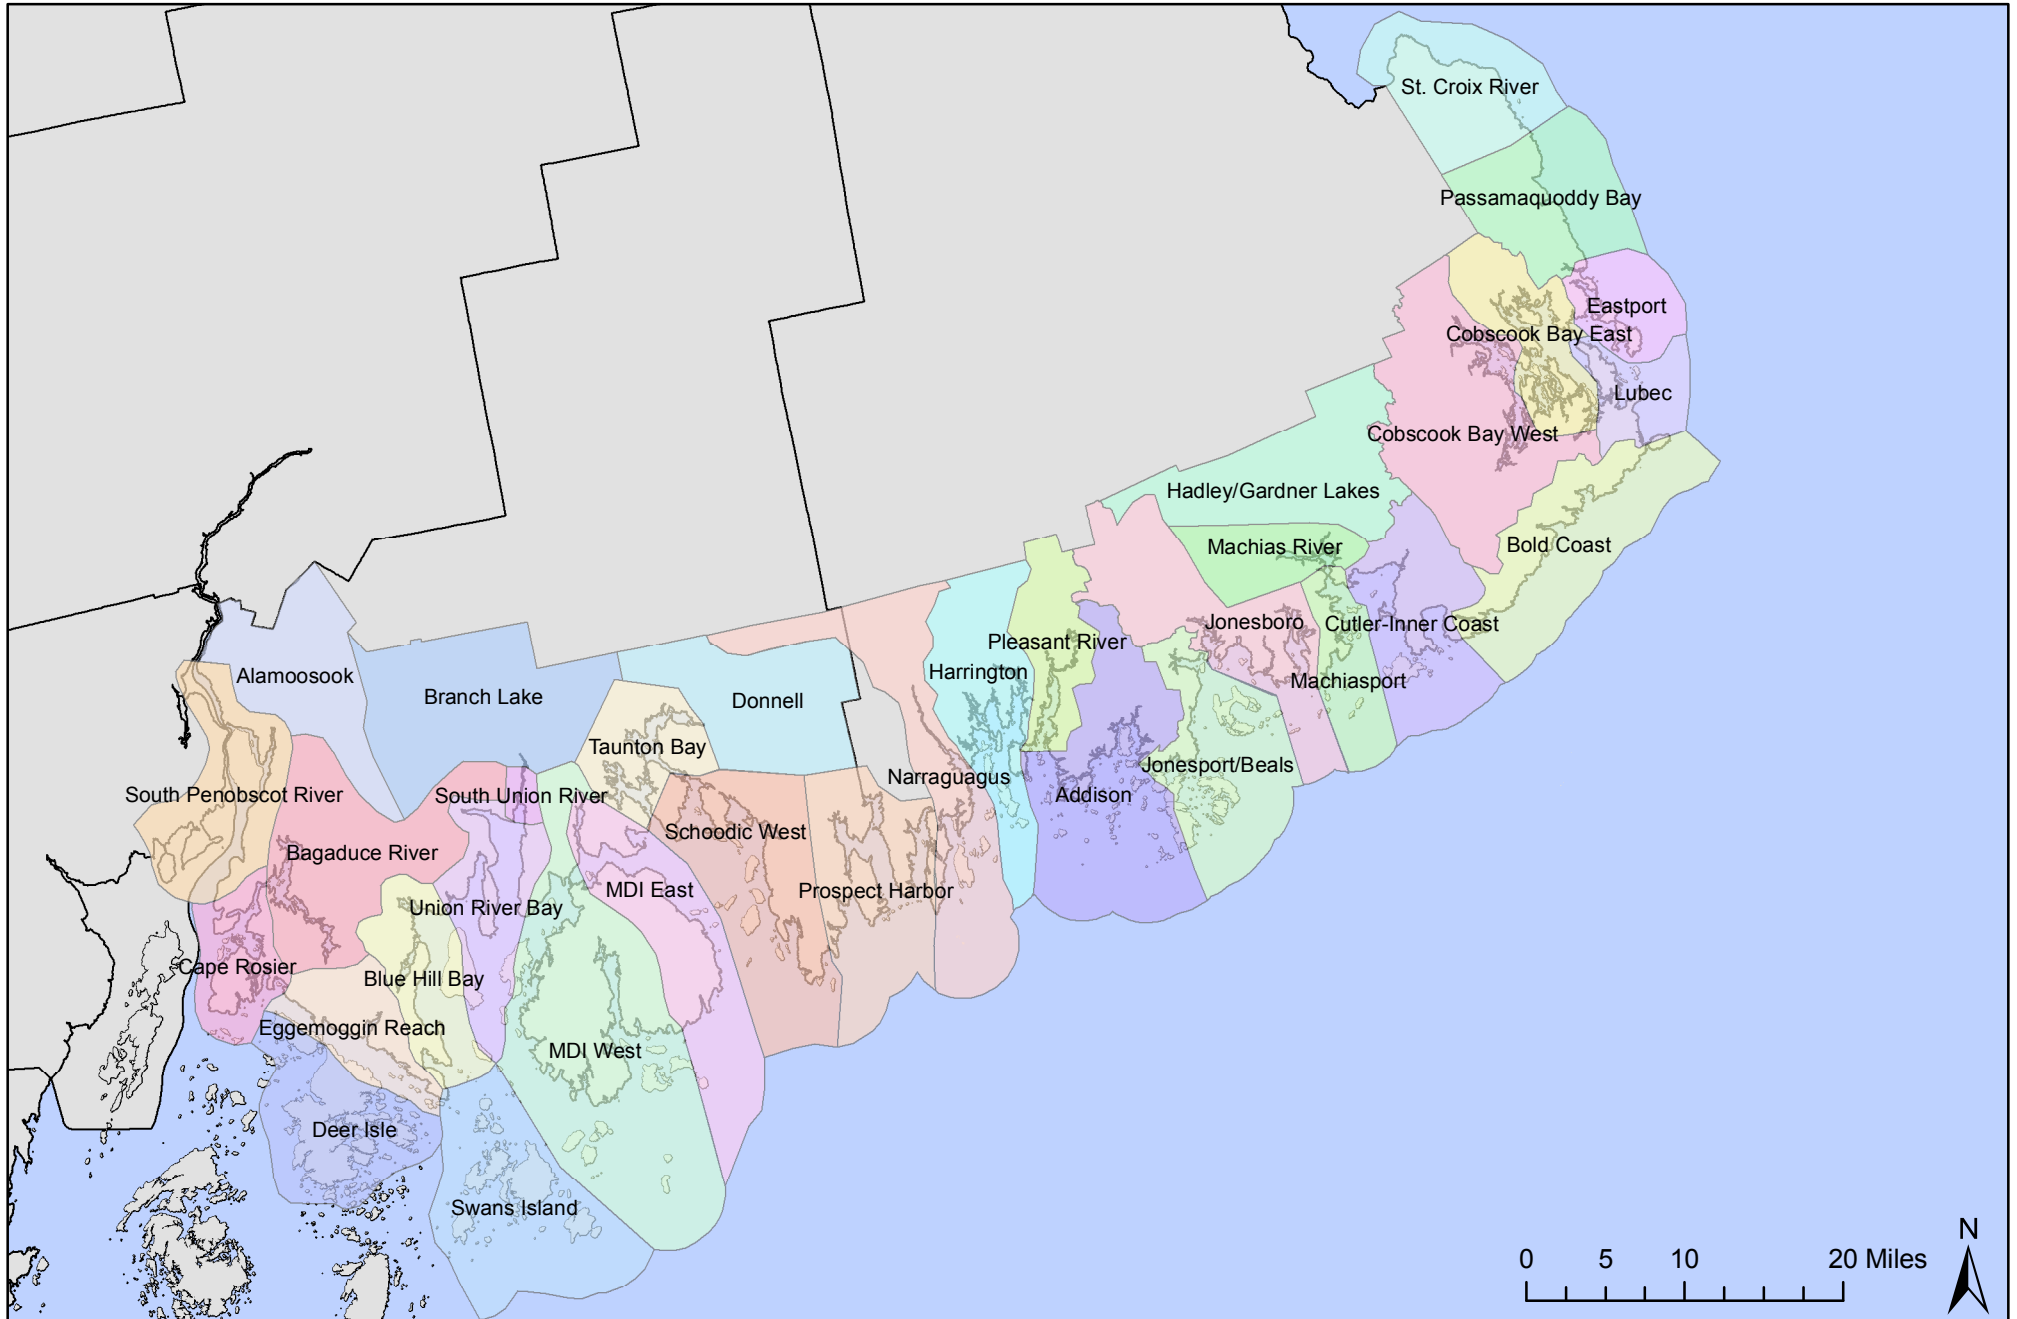 St. Croix River
Passamaquoddy Bay
Eastport
Cobscook Bay East
Lubec
Cobscook Bay West
Hadley/Gardner Lakes
Machias River
Bold Coast
Jonesboro
Cutler-Inner Coast
Pleasant River
Harrington
Alamoosook
Machiasport
Branch Lake
Donnell
Taunton Bay
Jonesport/Beals
Narraguagus
South Penobscot River
South Union River
Addison
Schoodic West
Bagaduce River
MDI East
Prospect Harbor
Union River Bay
Cape Rosier
Blue Hill Bay
Eggemoggin Reach
MDI West
Deer Isle
Swans Island
N
0 5 10 20 Miles